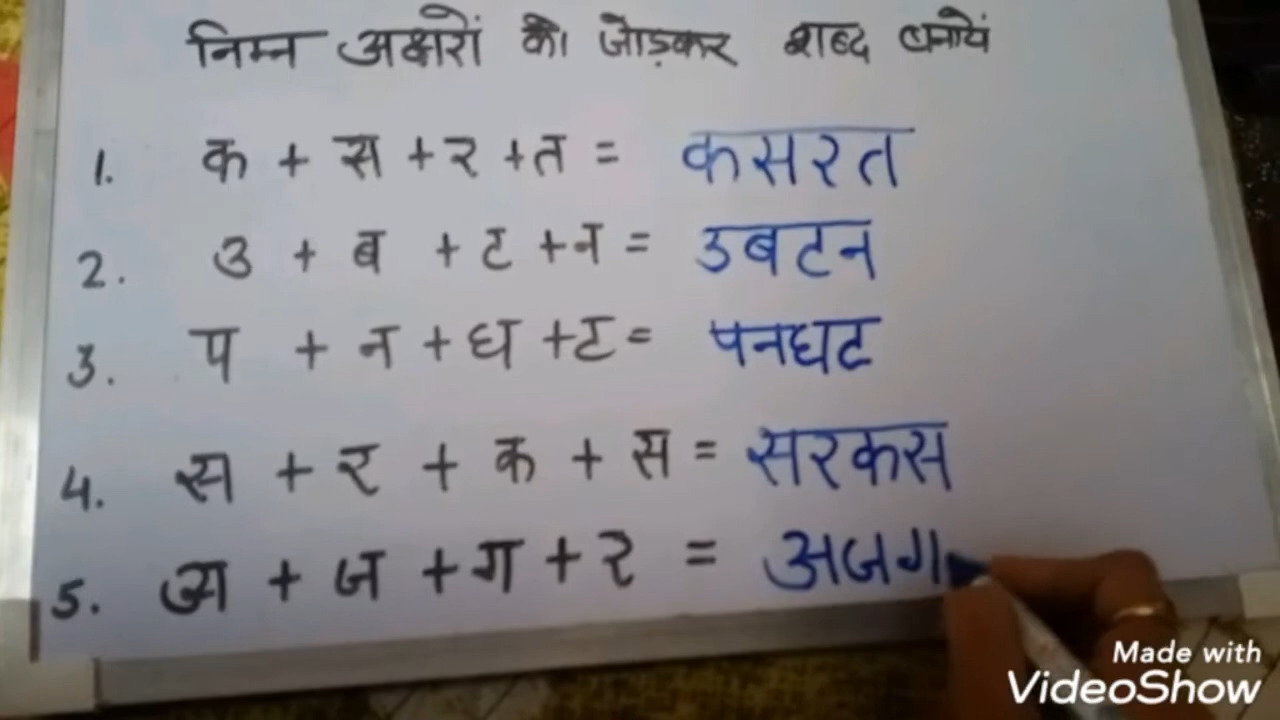 निम्न अक्षरों को जोड़कर शब्द बनायें
1. क + स + र + त = कसरत
2. उ + ब + ट + न = उबटन
3. प + न + घ + ट = पनघट
4. स + र + क + स = सरकस
5. अ + ज + ग + र = अजग
Made with
VideoShow